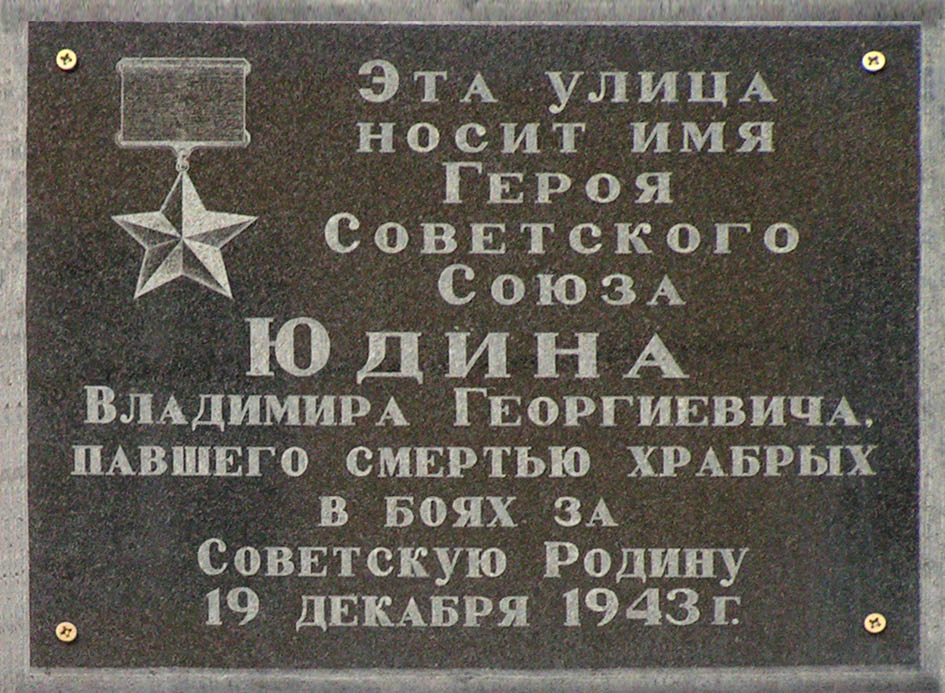 Эта улица
носит имя
Героя
Советского
Союза
Юдина
Владимира Георгиевича,
павшего смертью храбрых
в боях за
Советскую Родину
19 декабря 1943 г.